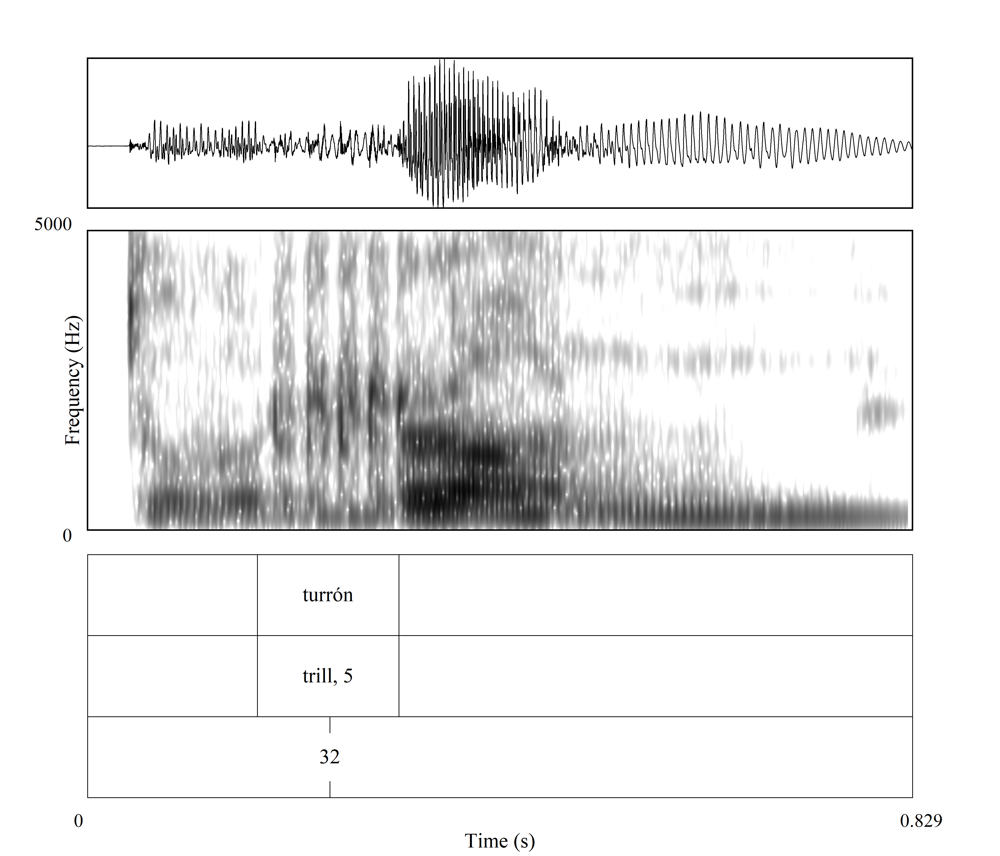 5000
Frequency (Hz)
0
turrón
trill, 5
32
0
0.829
Time (s)